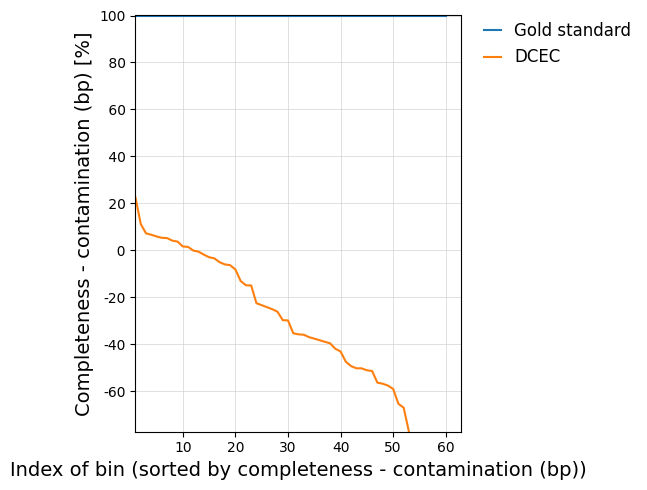 Completeness - contamination (bp) [%]
100
80
60
40
20
0
-20
-40
-60
10 20 30 40 50 60
Index of bin (sorted by completeness - contamination (bp))
Gold standard
DCEC